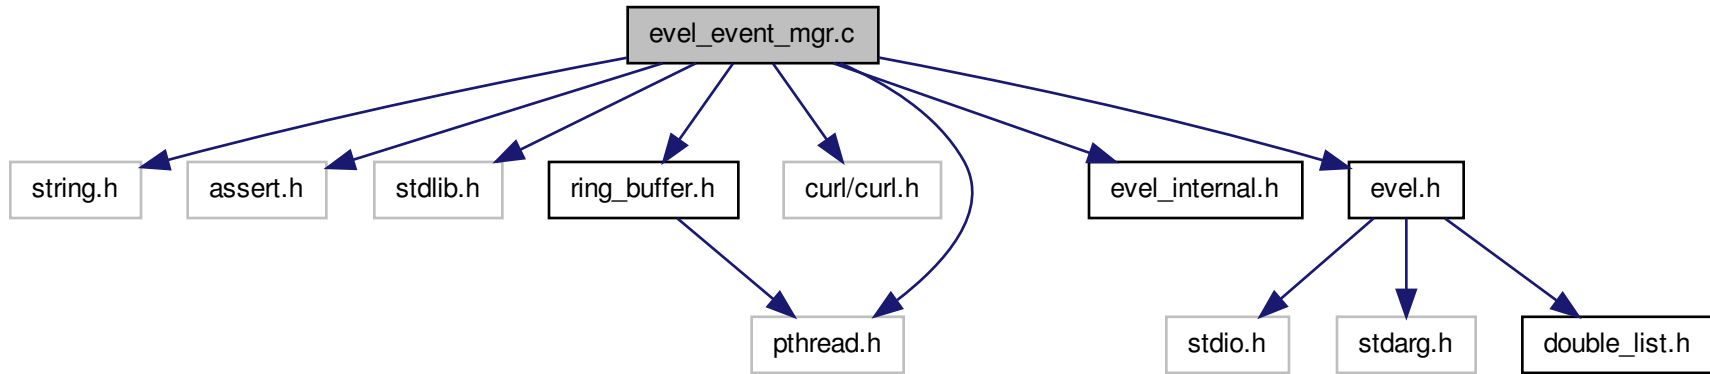 evel_event_mgr.c
string.h
assert.h
stdlib.h
ring_buffer.h
curl/curl.h
evel_internal.h
evel.h
pthread.h
stdio.h
stdarg.h
double_list.h